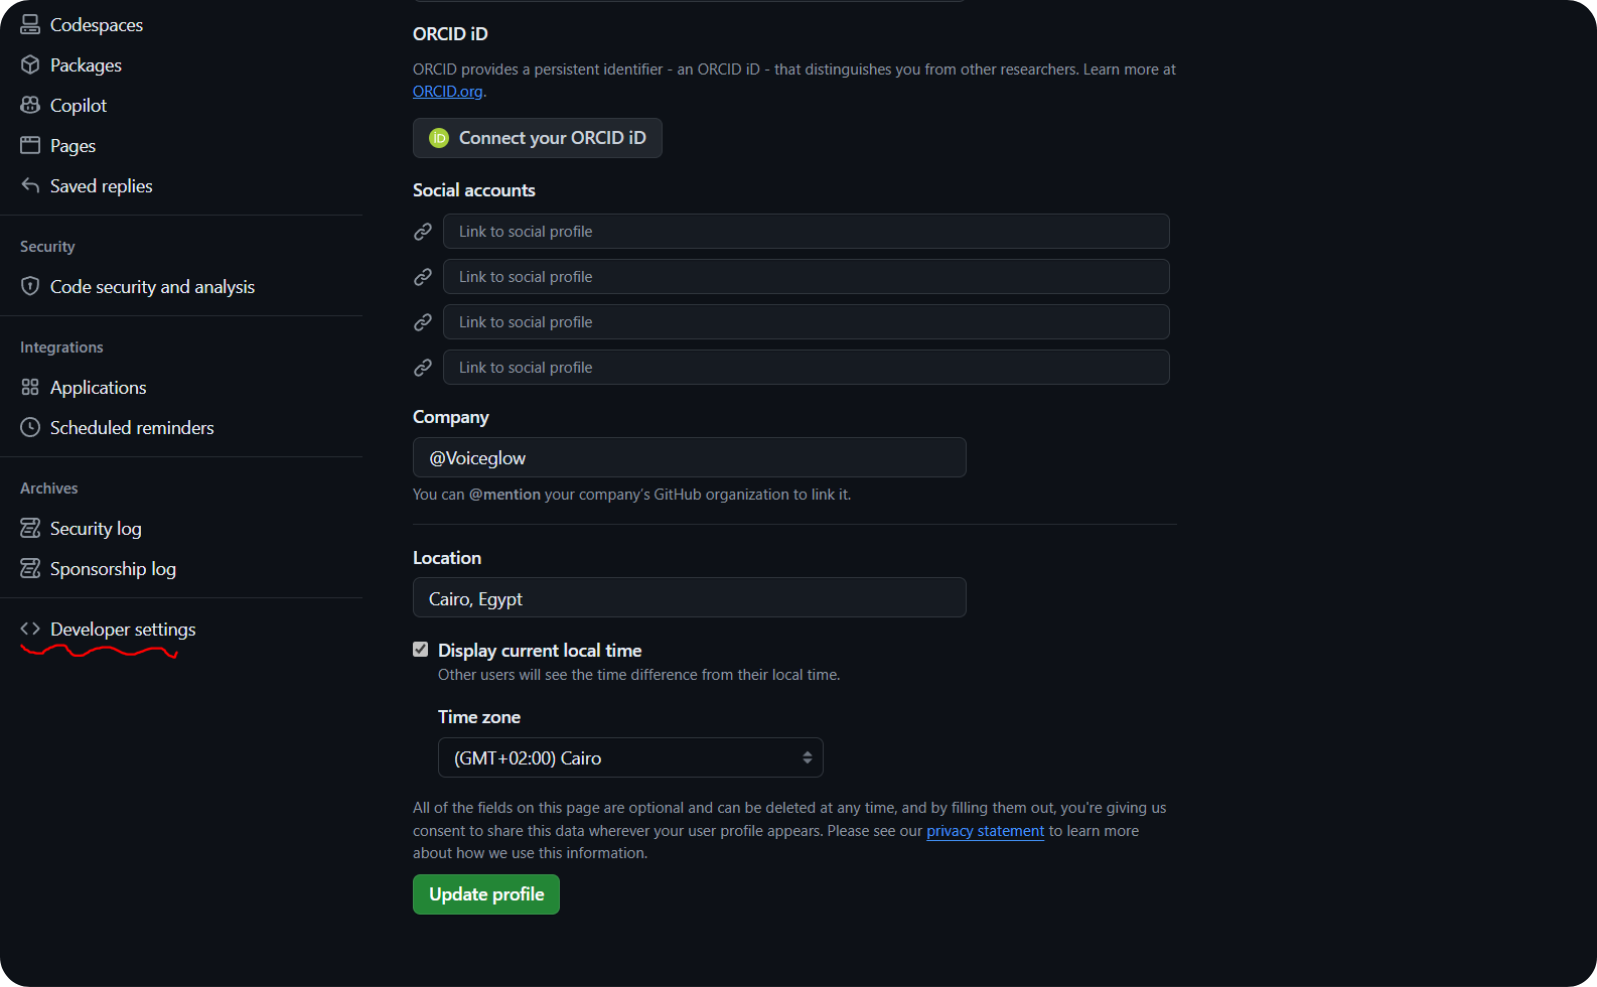 Codespaces
Packages
Copilot
Pages
Saved replies
Security
Code security and analysis
Integrations
Applications
Scheduled reminders
Archives
Security log
Sponsorship log
Developer settings
ORCID iD
ORCID provides a persistent identifier - an ORCID iD - that distinguishes you from other researchers. Learn more at
ORCID.org.
iD Connect your ORCID iD
Social accounts
Link to social profile
Link to social profile
Link to social profile
Link to social profile
Company
@Voiceglow
You can @mention your company's GitHub organization to link it.
Location
Cairo, Egypt
Display current local time
Other users will see the time difference from their local time.
Time zone
(GMT+02:00) Cairo
All of the fields on this page are optional and can be deleted at any time, and by filling them out, you're giving us
consent to share this data wherever your user profile appears. Please see our privacy statement to learn more
about how we use this information.
Update profile